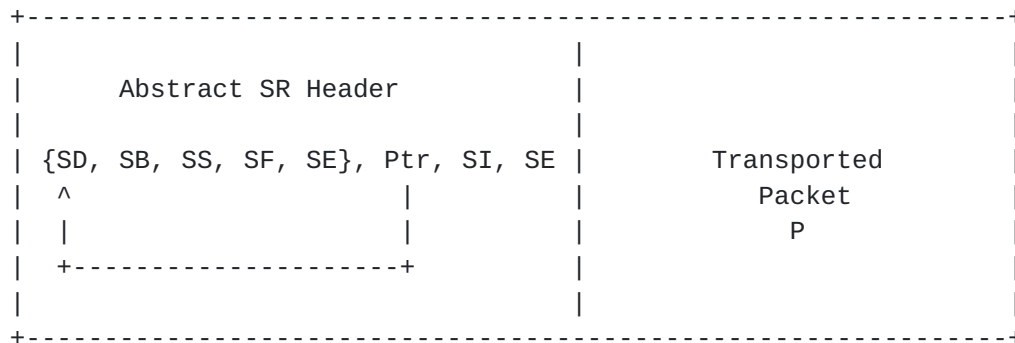 Abstract SR Header
{SD, SB, SS, SF, SE}, Ptr, SI, SE
Transported
Packet
P